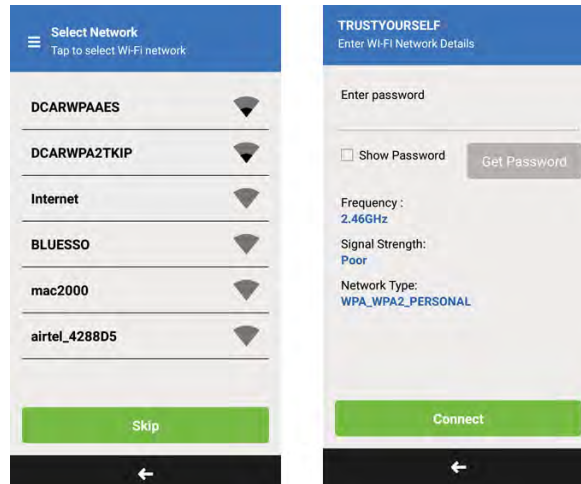 Select Network
Tap to select Wi-Fi network
DCARWPAAES
DCARWPA2TKIP
Internet
BLUESSO
mac2000
airtel_4288D5
Skip
TRUSTYOURSELF
Enter WI-FI Network Details
Enter password
Show Password
Get Password
Frequency :
2.46GHz
Signal Strength:
Poor
Network Type:
WPA_WPA2_PERSONAL
Connect